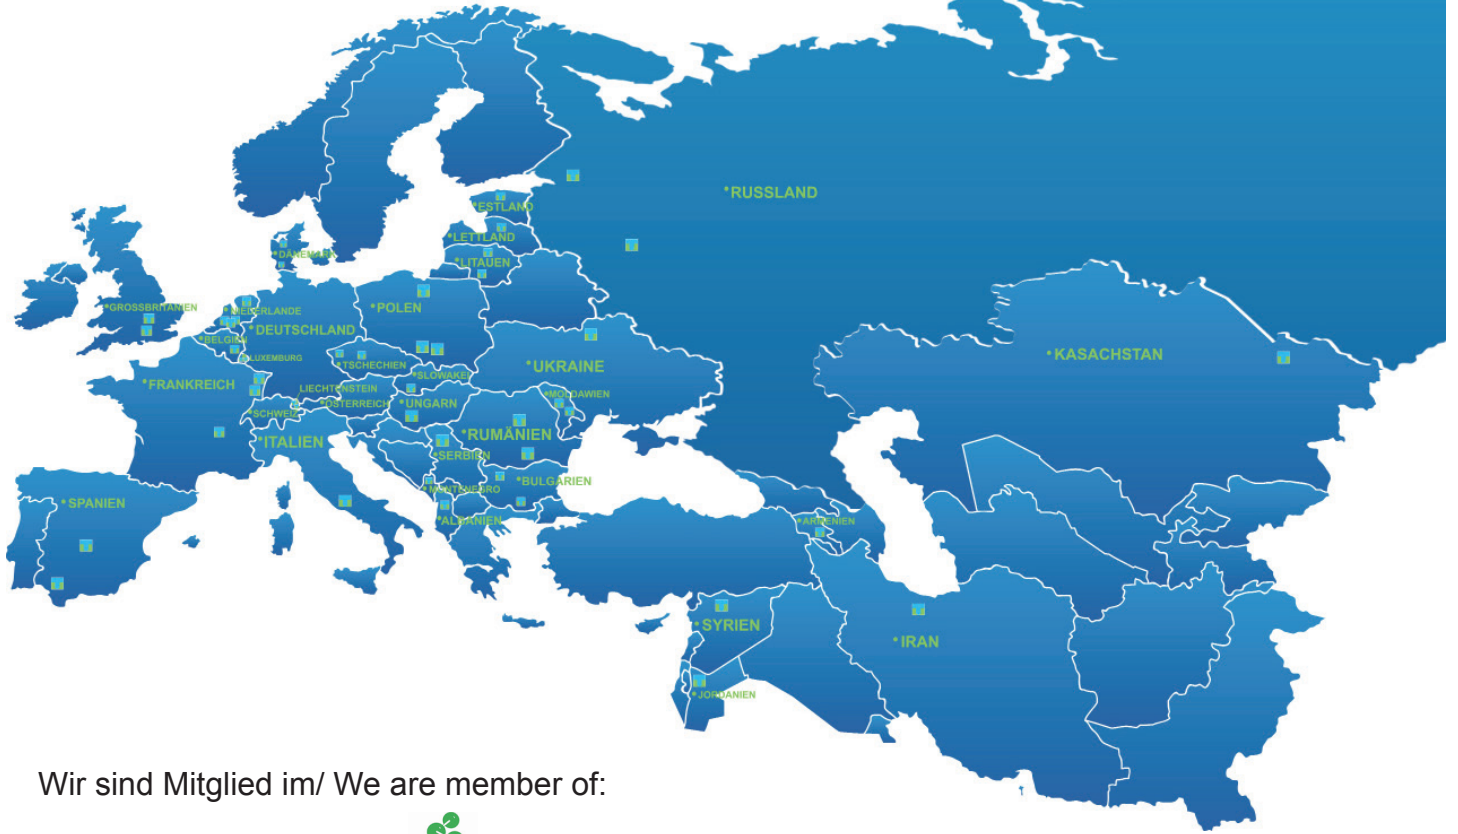 •RUSSLAND
•ESTLAND
•LETTLAND
•DÄNEMARK
•LITAUEN
•GROSSBRITANIEN
•NIEDERLANDE
•POLEN
•DEUTSCHLAND
•BELGIEN
•LUXEMBURG
•KASACHSTAN
•TSCHECHIEN
•UKRAINE
•SLOWAKEI
•FRANKREICH
LIECHTENSTEIN
•MOLDAWIEN
•ÖSTERREICH
•UNGARN
•SCHWEIZ
•RUMÄNIEN
•ITALIEN
•SERBIEN
•BULGARIEN
•MONTENEGRO
•SPANIEN
•ALBANIEN
•ARMENIEN
•SYRIEN
•IRAN
•JORDANIEN
Wir sind Mitglied im/ We are member of: